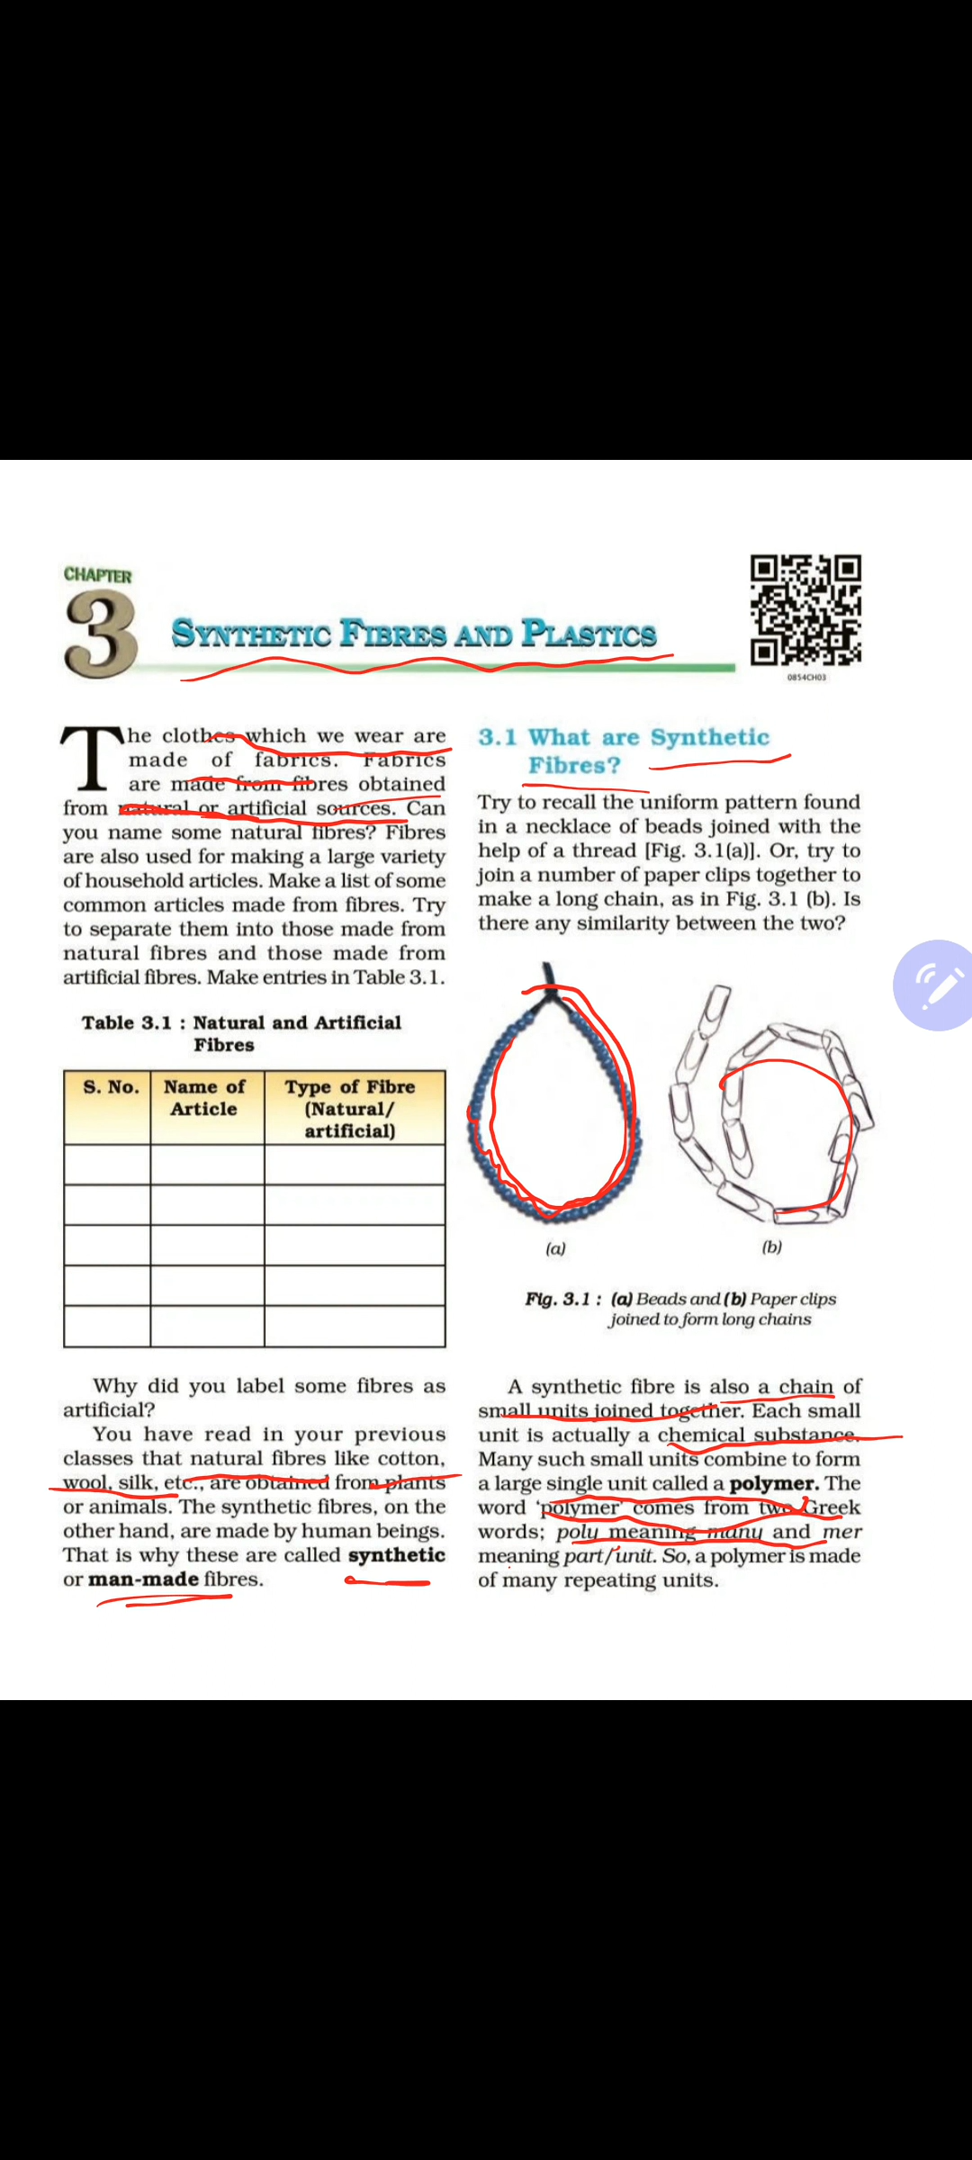 CHAPTER
3
SYNTHETIC FIBRES AND PLASTICS
0854CH03
The clothes which we wear are
made of fabrics. Fabrics
are made from fibres obtained
from natural or artificial sources. Can
you name some natural fibres? Fibres
are also used for making a large variety
of household articles. Make a list of some
common articles made from fibres. Try
to separate them into those made from
natural fibres and those made from
artificial fibres. Make entries in Table 3.1.
Table 3.1 : Natural and Artificial
Fibres
S. No. Name of Type of Fibre
Article (Natural/
artificial)
Why did you label some fibres as
artificial?
You have read in your previous
classes that natural fibres like cotton,
wool, silk, etc., are obtained from plants
or animals. The synthetic fibres, on the
other hand, are made by human beings.
That is why these are called synthetic
or man-made fibres.
3.1 What are Synthetic
Fibres?
Try to recall the uniform pattern found
in a necklace of beads joined with the
help of a thread [Fig. 3.1(a)]. Or, try to
join a number of paper clips together to
make a long chain, as in Fig. 3.1 (b). Is
there any similarity between the two?
(a) (b)
Fig. 3.1 : (a) Beads and (b) Paper clips
joined to form long chains
A synthetic fibre is also a chain of
small units joined together. Each small
unit is actually a chemical substance.
Many such small units combine to form
a large single unit called a polymer. The
word ‘polymer’ comes from two Greek
words; poly meaning many and mer
meaning part/unit. So, a polymer is made
of many repeating units.